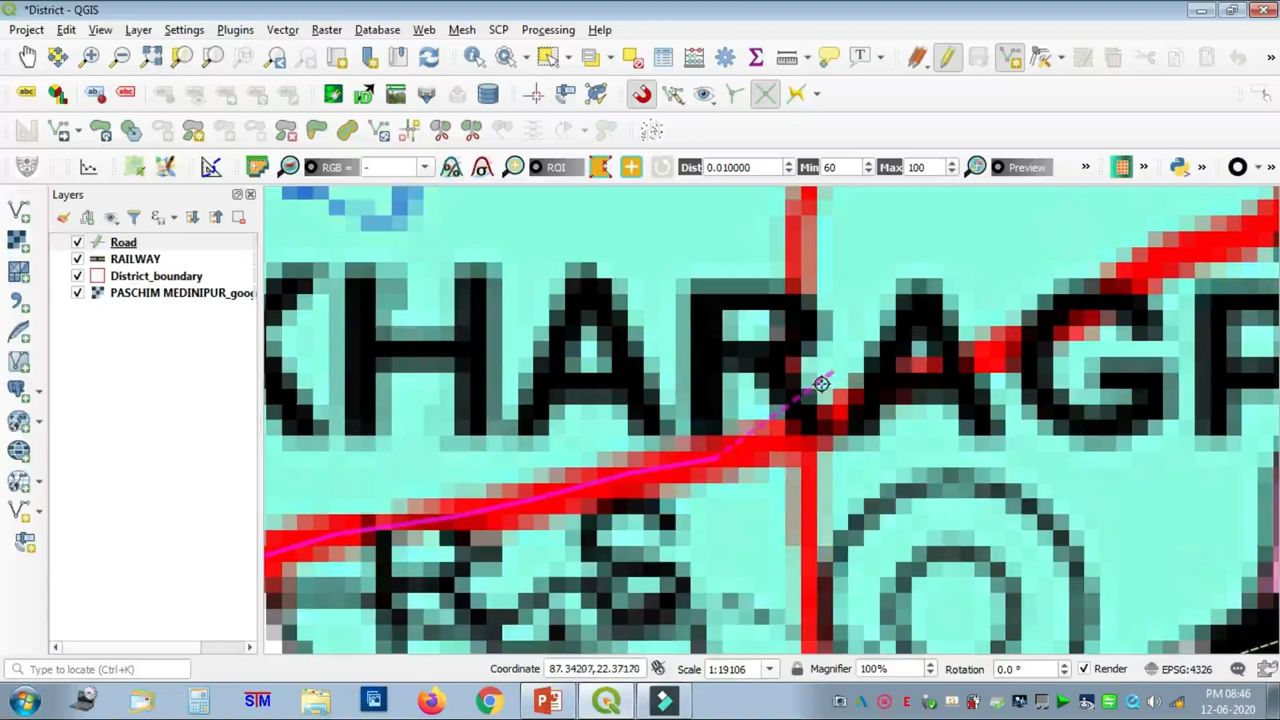 *District - QGIS
Project Edit View Layer Settings Plugins Vector Raster Database Web Mesh SCP Processing Help
RGB = - ROI Dist 0.010000 Min 60 Max 100 Preview
Layers
Road
RAILWAY
District_boundary
PASCHIM MEDINIPUR_goog
KHARAGP
R.S
Type to locate (Ctrl+K) Coordinate 87.34207,22.37170 Scale 1:19106 Magnifier 100% Rotation 0.0 ° Render EPSG:4326
STM
PM 08:46
12-06-2020